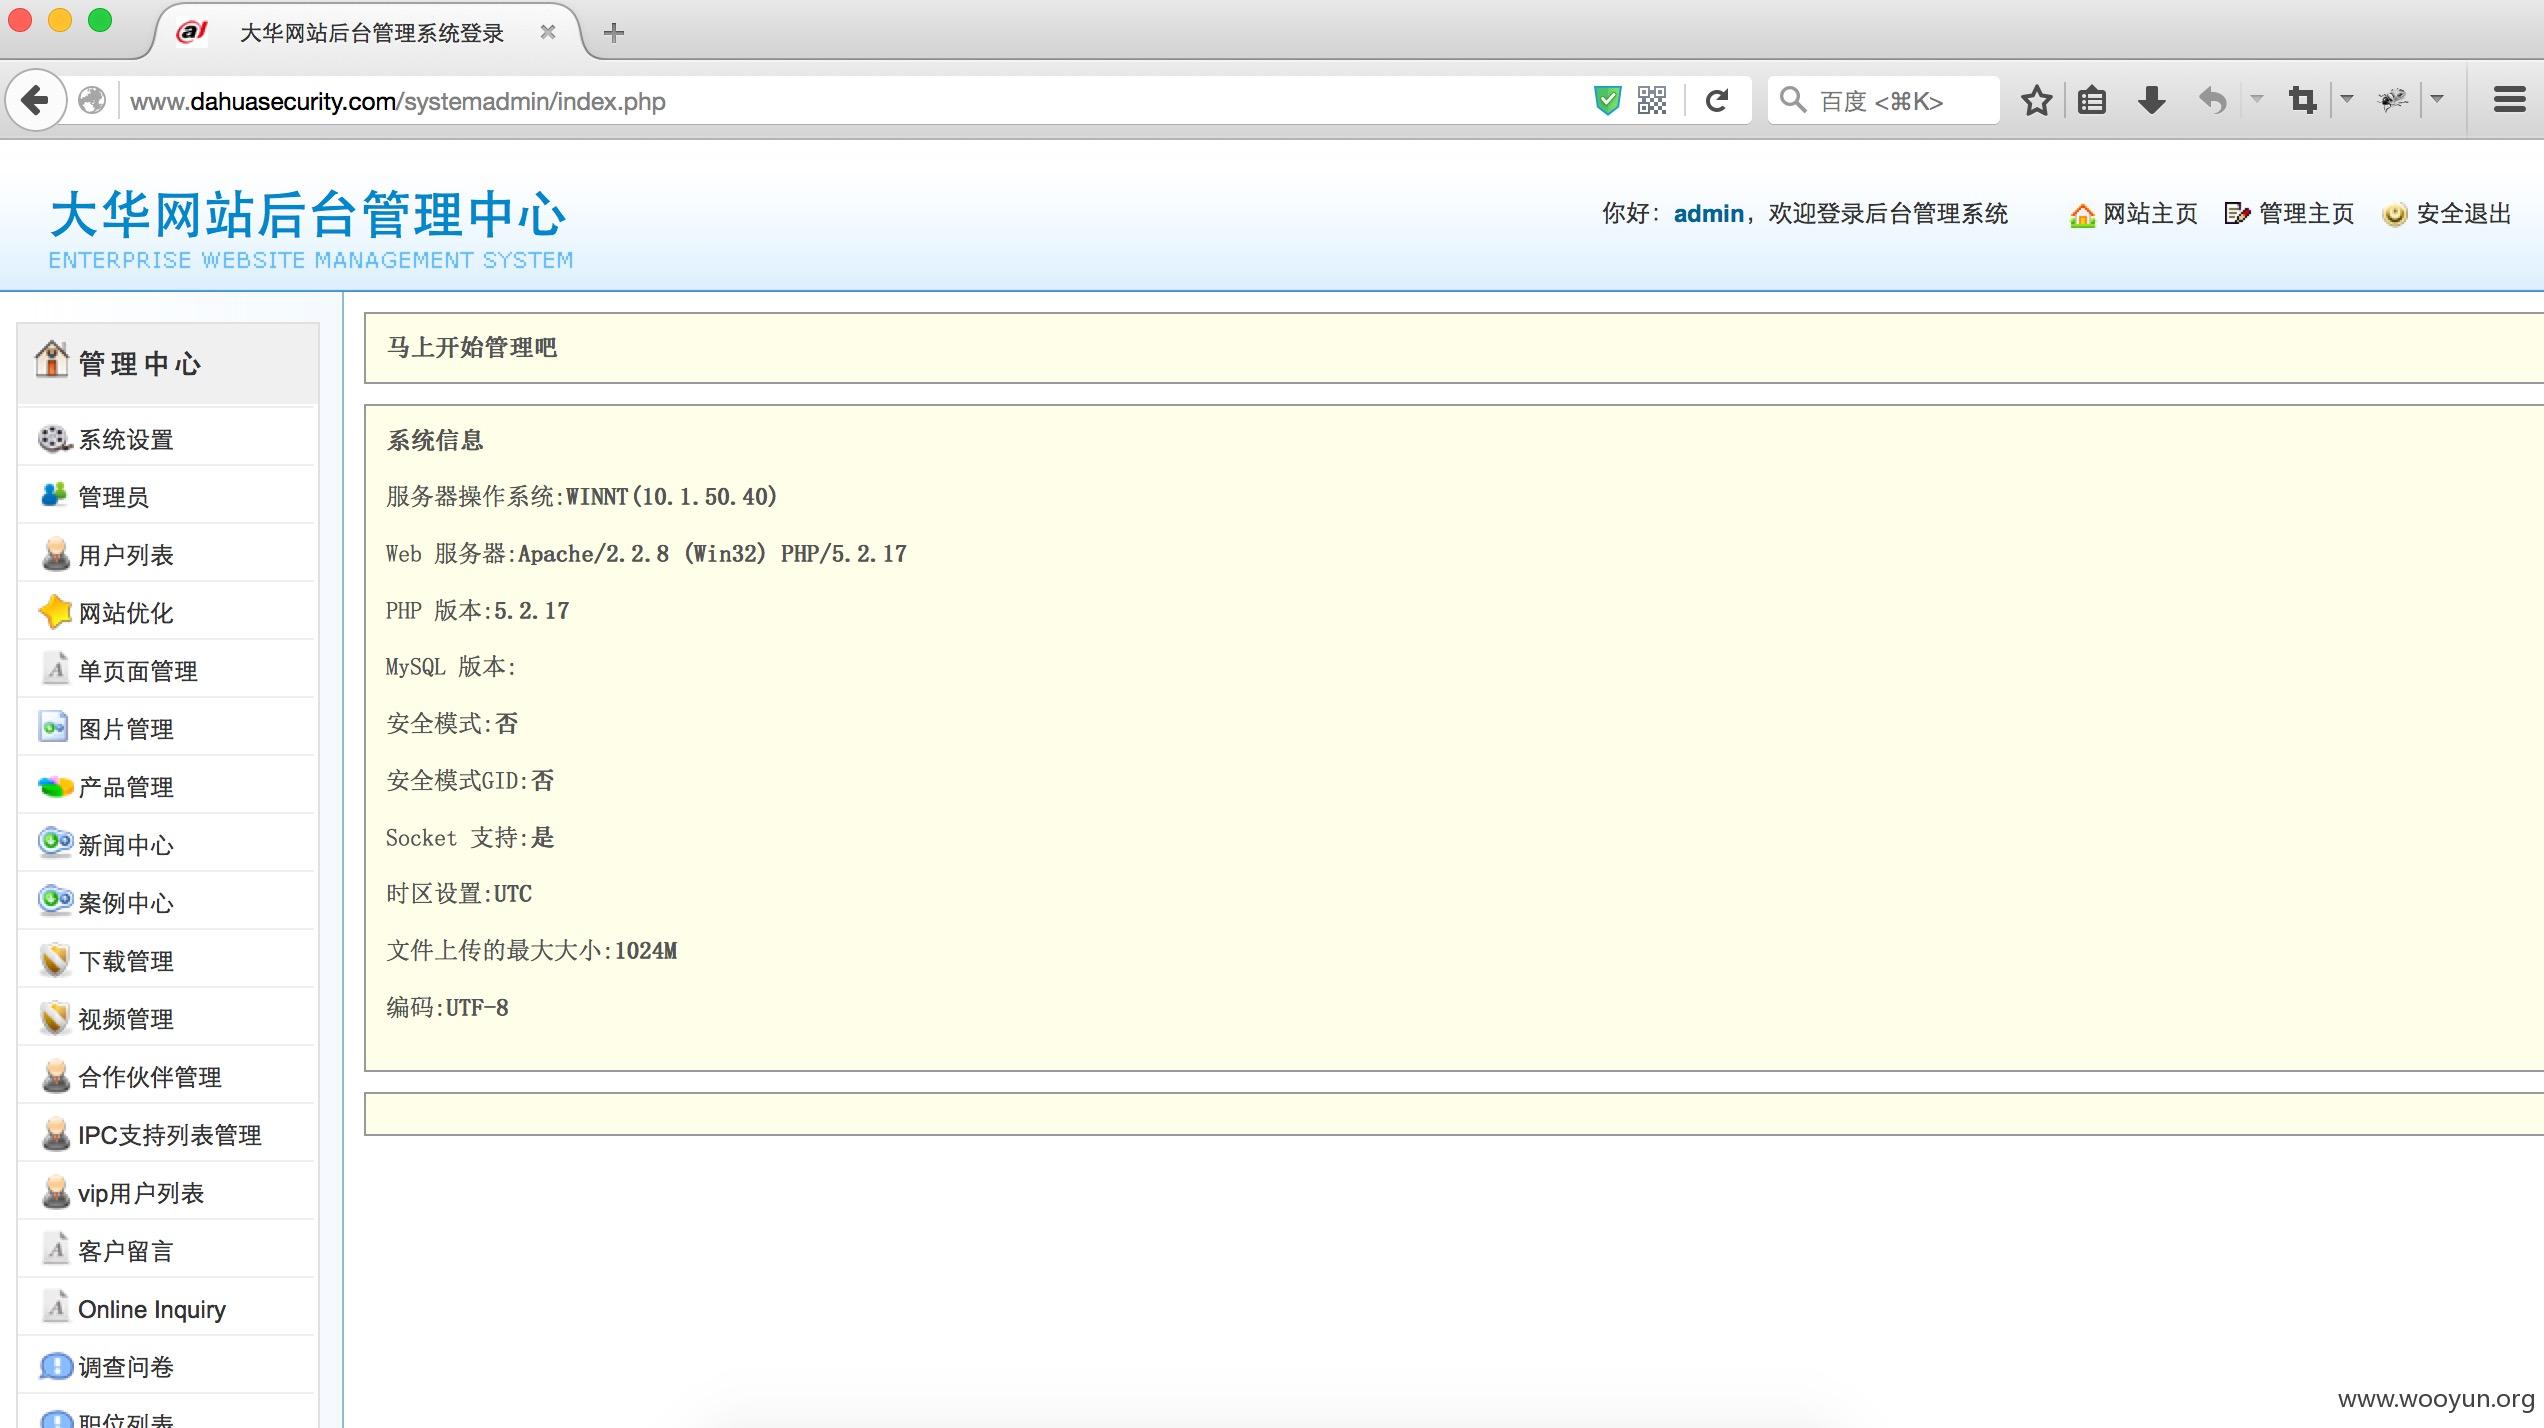 大华网站后台管理系统登录
www.dahuasecurity.com/systemadmin/index.php
百度 <⌘K>
大华网站后台管理中心
ENTERPRISE WEBSITE MANAGEMENT SYSTEM
你好：admin，欢迎登录后台管理系统 网站主页 管理主页 安全退出
管理中心
系统设置
管理员
用户列表
网站优化
单页面管理
图片管理
产品管理
新闻中心
案例中心
下载管理
视频管理
合作伙伴管理
IPC支持列表管理
vip用户列表
客户留言
Online Inquiry
调查问卷
职位列表
马上开始管理吧
系统信息
服务器操作系统:WINNT(10.1.50.40)
Web 服务器:Apache/2.2.8 (Win32) PHP/5.2.17
PHP 版本:5.2.17
MySQL 版本:
安全模式:否
安全模式GID:否
Socket 支持:是
时区设置:UTC
文件上传的最大大小:1024M
编码:UTF-8
www.wooyun.org